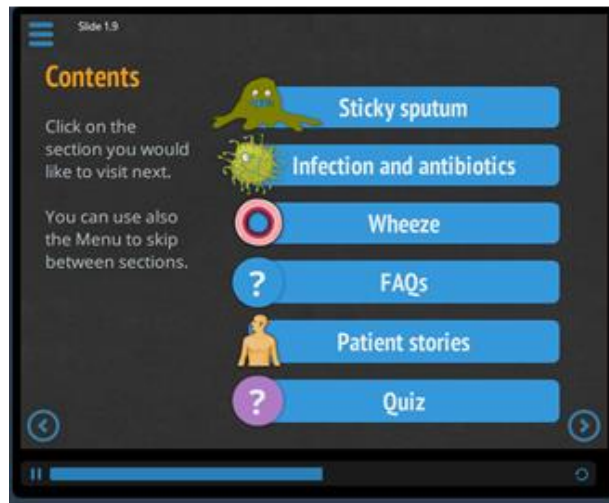 Slide 1.9
Contents
Click on the
section you would
like to visit next.
You can use also
the Menu to skip
between sections.
Sticky sputum
Infection and antibiotics
Wheeze
?
FAQs
Patient stories
?
Quiz